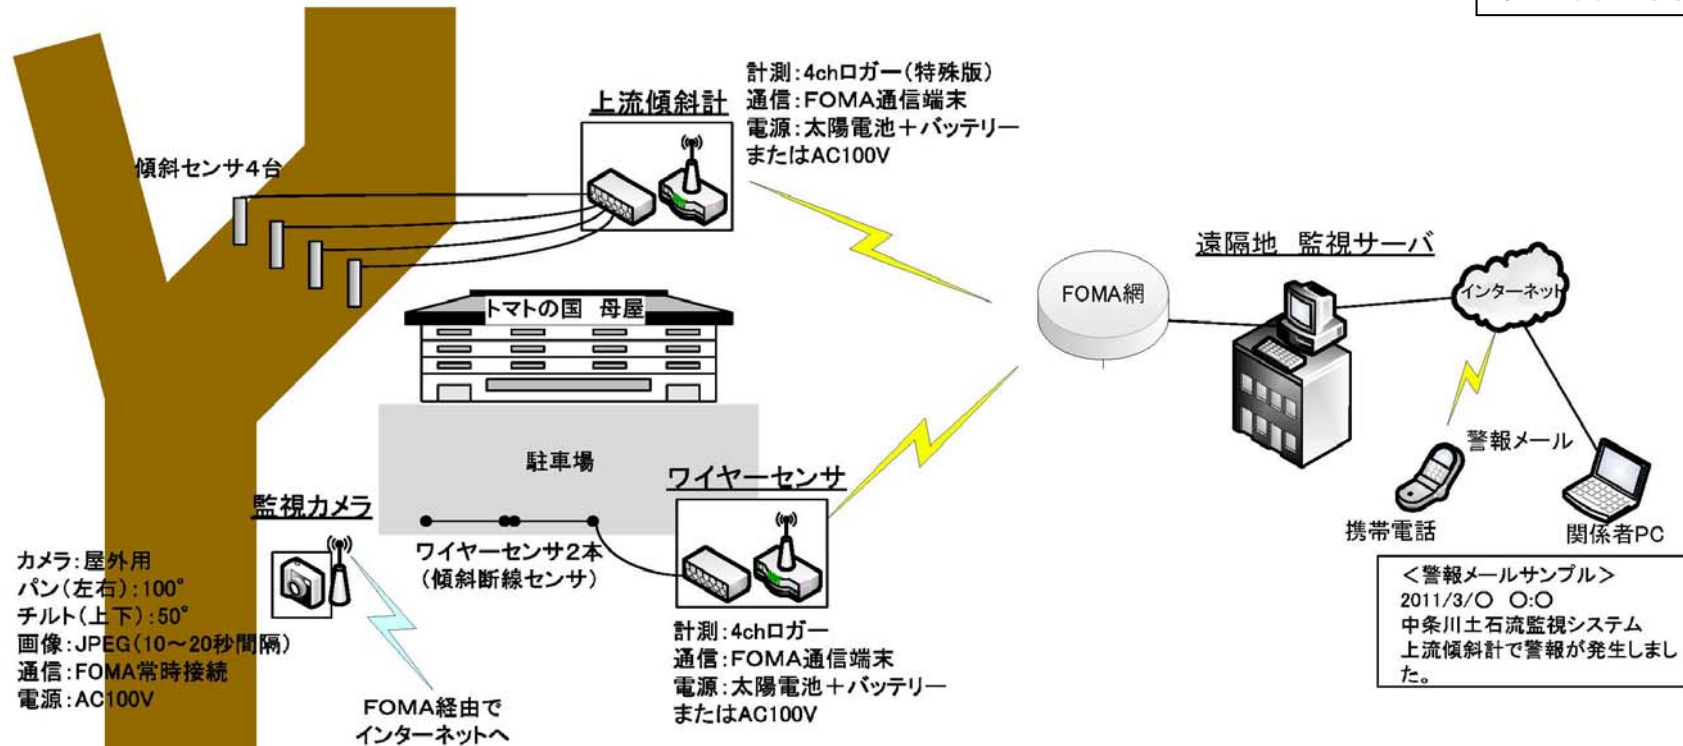 上流傾斜計
計測:4chロガー(特殊版)
通信:FOMA通信端末
電源:太陽電池+バッテリー
またはAC100V
傾斜センサ4台
トマトの国 母屋
駐車場
監視カメラ
カメラ:屋外用
パン(左右):100°
チルト(上下):50°
画像:JPEG(10~20秒間隔)
通信:FOMA常時接続
電源:AC100V
FOMA経由で
インターネットへ
ワイヤーセンサ2本
(傾斜断線センサ)
ワイヤーセンサ
計測:4chロガー
通信:FOMA通信端末
電源:太陽電池+バッテリー
またはAC100V
FOMA網
遠隔地 監視サーバ
インターネット
警報メール
携帯電話
関係者PC
<警報メールサンプル>
2011/3/○ ○:○
中条川土石流監視システム
上流傾斜計で警報が発生しまし
た。